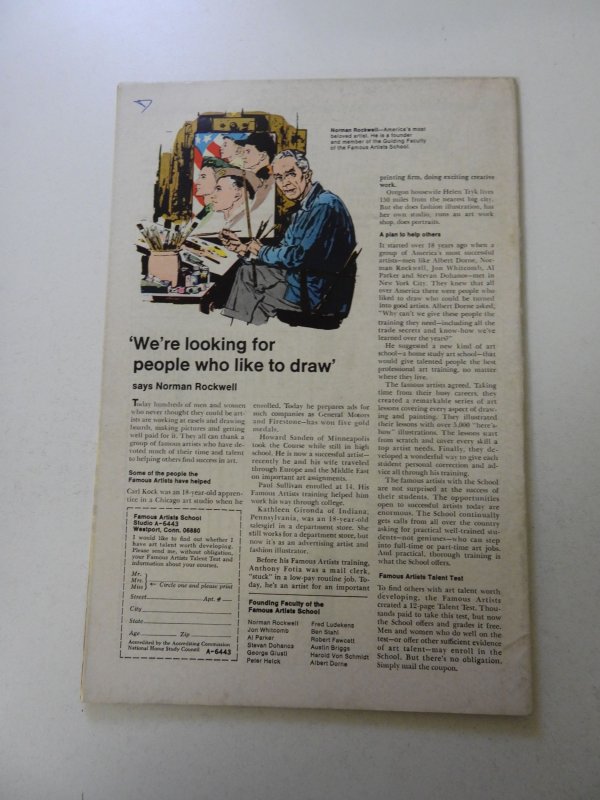 Norman Rockwell—America's most
beloved artist. He is a founder
and member of the Guiding Faculty
of the Famous Artists School.
'We're looking for
people who like to draw'
says Norman Rockwell
Today hundreds of men and women
who never thought they could be art-
ists are working at easels and drawing
boards, making pictures and getting
well paid for it. They all can thank a
group of famous artists who have de-
voted much of their time and talent
to helping others find success in art.
Some of the people the
Famous Artists have helped
Carl Kock was an 18-year-old appren-
tice in a Chicago art studio when he
enrolled. Today he prepares ads for
such companies as General Motors
and Firestone—has won five gold
medals.
Howard Sanden of Minneapolis
took the Course while still in high
school. He is now a successful artist—
recently he and his wife traveled
through Europe and the Middle East
on important art assignments.
Paul Sullivan enrolled at 14. His
Famous Artists training helped him
work his way through college.
Kathleen Gironda of Indiana,
Pennsylvania, was an 18-year-old
salesgirl in a department store. She
still works for a department store, but
now it's as an advertising artist and
fashion illustrator.
Before his Famous Artists training,
Anthony Fotia was a mail clerk,
"stuck" in a low-pay routine job. To-
day, he's an artist for an important
printing firm, doing exciting creative
work.
Oregon housewife Helen Tryk lives
150 miles from the nearest big city.
But she does fashion illustration, has
her own studio, runs an art work
shop, does portraits.
A plan to help others
It started over 18 years ago when a
group of America's most successful
artists—men like Albert Dorne, Nor-
man Rockwell, Jon Whitcomb, Al
Parker and Stevan Dohanos—met in
New York City. They knew that all
over America there were people who
liked to draw who could be turned
into good artists. Albert Dorne asked,
"Why can't we give these people the
training they need—including all the
trade secrets and know-how we've
learned over the years?"
He suggested a new kind of art
school—a home study art school—that
would give talented people the best
professional art training, no matter
where they live.
The famous artists agreed. Taking
time from their busy careers, they
created a remarkable series of art
lessons covering every aspect of draw-
ing and painting. They illustrated
their lessons with over 5,000 "here's-
how" illustrations. The lessons start
from scratch and cover every skill a
top artist needs. Finally, they de-
veloped a wonderful way to give each
student personal correction and ad-
vice all through his training.
The famous artists with the School
are not surprised at the success of
their students. The opportunities
open to successful artists today are
enormous. The School continually
gets calls from all over the country
asking for practical well-trained stu-
dents—not geniuses—who can step
into full-time or part-time art jobs.
And practical, thorough training is
what the School offers.
Famous Artists Talent Test
To find others with art talent worth
developing, the Famous Artists
created a 12-page Talent Test. Thou-
sands paid to take this test, but now
the School offers and grades it free.
Men and women who do well on the
test—or offer other sufficient evidence
of art talent—may enroll in the
School. But there's no obligation.
Simply mail the coupon.
Famous Artists School
Studio A-6443
Westport, Conn. 06880
I would like to find out whether I
have art talent worth developing.
Please send me, without obligation,
your Famous Artists Talent Test and
information about your courses.
Mr.
Mrs.
Miss
Circle one and please print
Street Apt. #
City
State
Age Zip
Accredited by the Accrediting Commission
National Home Study Council A-6443
Founding Faculty of the
Famous Artists School
Norman Rockwell
Jon Whitcomb
Al Parker
Stevan Dohanos
George Giusti
Peter Helck
Fred Ludekens
Ben Stahl
Robert Fawcett
Austin Briggs
Harold Von Schmidt
Albert Dorne